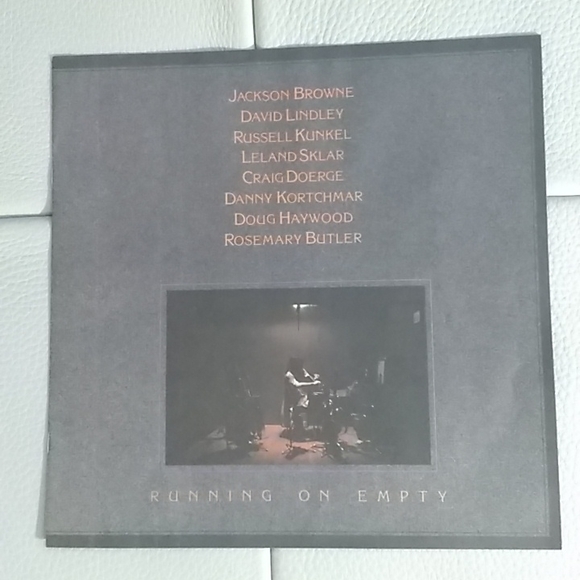 Jackson Browne
David Lindley
Russell Kunkel
Leland Sklar
Craig Doerge
Danny Kortchmar
Doug Haywood
Rosemary Butler
RUNNING ON EMPTY